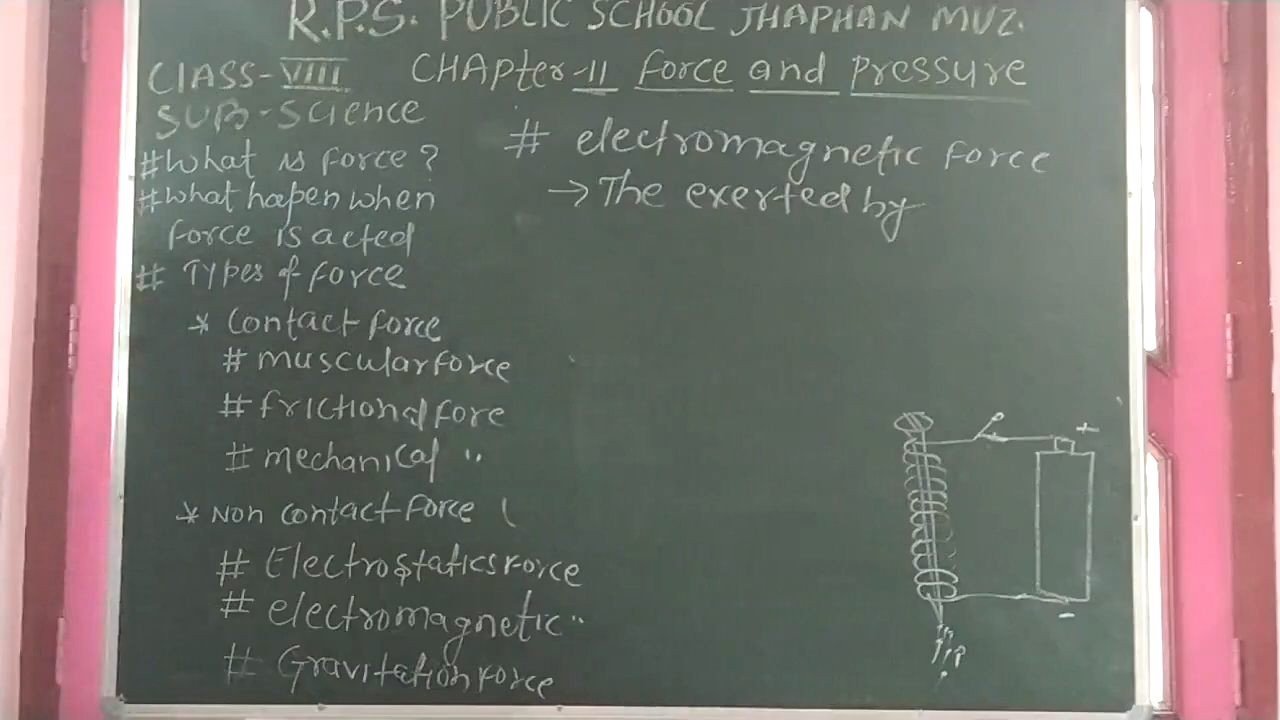 R.P.S. PUBLIC SCHOOL JHAPHAN MUZ.
CLASS-VIII CHAPter-11 Force and Pressure
SUB-Science
# What is force?
# What hapen when
force is acted
# Types of force
* Contact force
# muscular force
# frictional fore
# mechanical "
* Non contact force (
# Electrostatics Force
# electromagnetic "
# Gravitation Force
# electromagnetic force
→ The exerted by
+
-